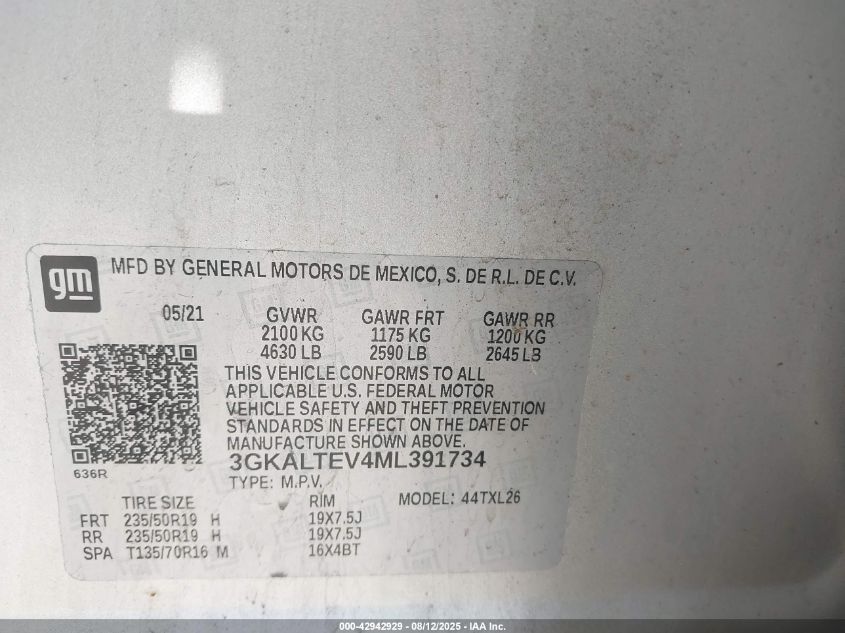 gm
MFD BY GENERAL MOTORS DE MEXICO, S. DE R.L. DE C.V.
05/21 GVWR GAWR FRT GAWR RR
2100 KG 1175 KG 1200 KG
4630 LB 2590 LB 2645 LB
THIS VEHICLE CONFORMS TO ALL
APPLICABLE U.S. FEDERAL MOTOR
VEHICLE SAFETY AND THEFT PREVENTION
STANDARDS IN EFFECT ON THE DATE OF
MANUFACTURE SHOWN ABOVE.
636R
3GKALTEV4ML391734
TYPE: M.P.V.
TIRE SIZE RIM MODEL: 44TXL26
FRT 235/50R19 H 19X7.5J
RR 235/50R19 H 19X7.5J
SPA T135/70R16 M 16X4BT
000-42942929 - 08/12/2025 - IAA Inc.